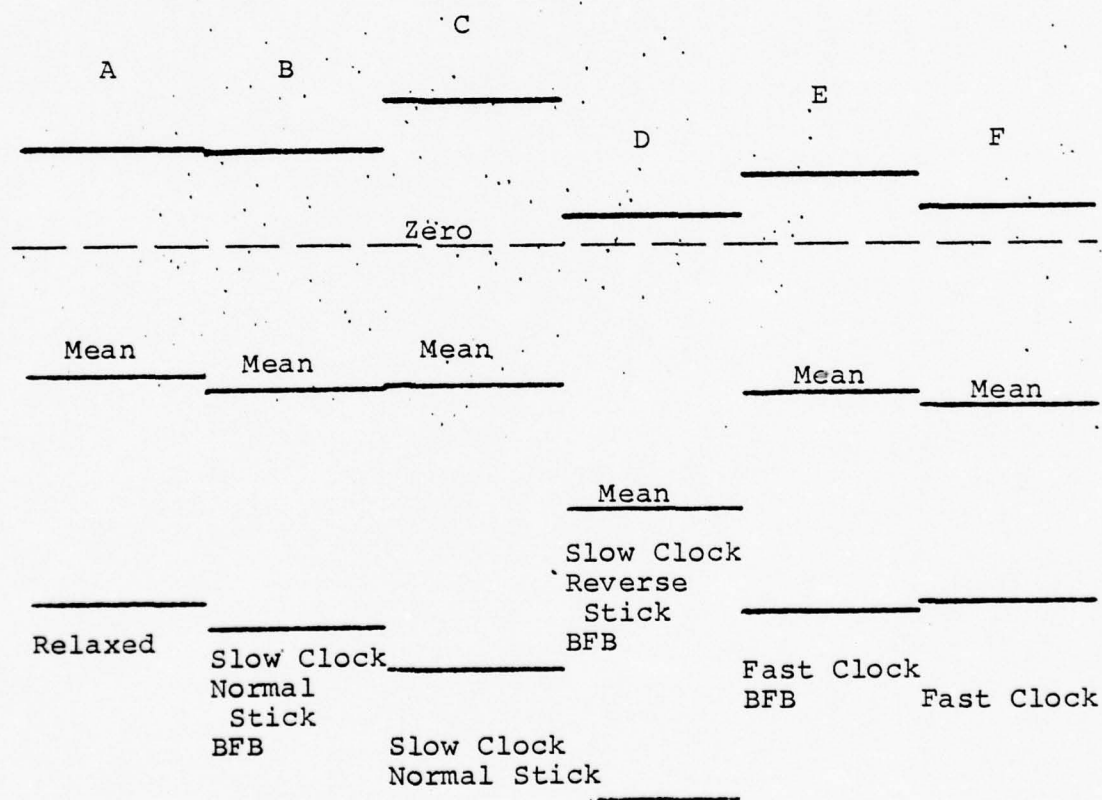 C
A
B
E
D
F
Zero
Mean
Mean
Mean
Mean
Mean
Mean
Slow Clock
Reverse
Stick
BFB
Relaxed
Slow Clock
Normal
Stick
BFB
Fast Clock
BFB
Fast Clock
Slow Clock
Normal Stick